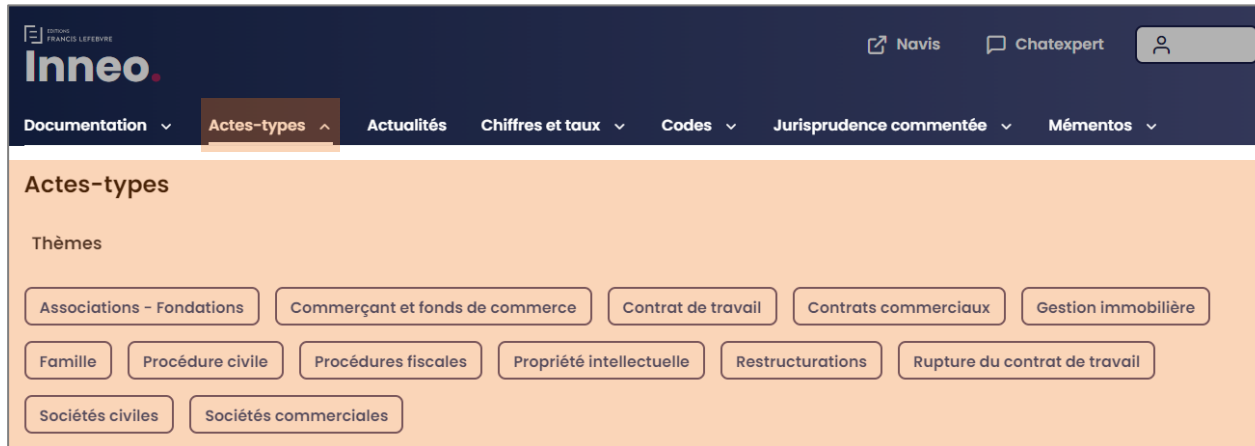 EDITIONS
FRANCIS LEFEBVRE
Inneo.
Navis Chatexpert
Documentation Actes-types Actualités Chiffres et taux Codes Jurisprudence commentée Mémentos
Actes-types
Thèmes
Associations - Fondations Commerçant et fonds de commerce Contrat de travail Contrats commerciaux Gestion immobilière
Famille Procédure civile Procédures fiscales Propriété intellectuelle Restructurations Rupture du contrat de travail
Sociétés civiles Sociétés commerciales